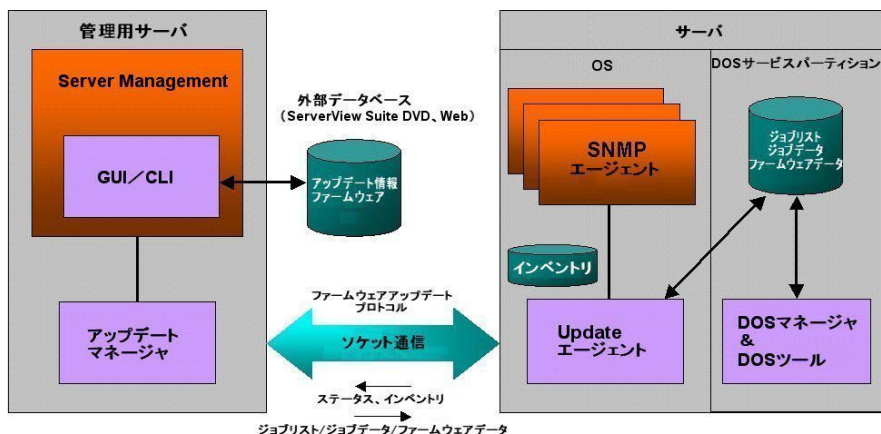 管理用サーバ
Server Management
GUI／CLI
アップデート
マネージャ
外部データベース
（ServerView Suite DVD、Web）
アップデート情報
ファームウェア
ファームウェアアップデート
プロトコル
ソケット通信
ステータス、インベントリ
ジョブリスト/ジョブデータ/ファームウェアデータ
サーバ
OS
SNMP
エージェント
インベントリ
Update
エージェント
DOSサービスパーティション
ジョブリスト
ジョブデータ
ファームウェアデータ
DOSマネージャ
&
DOSツール